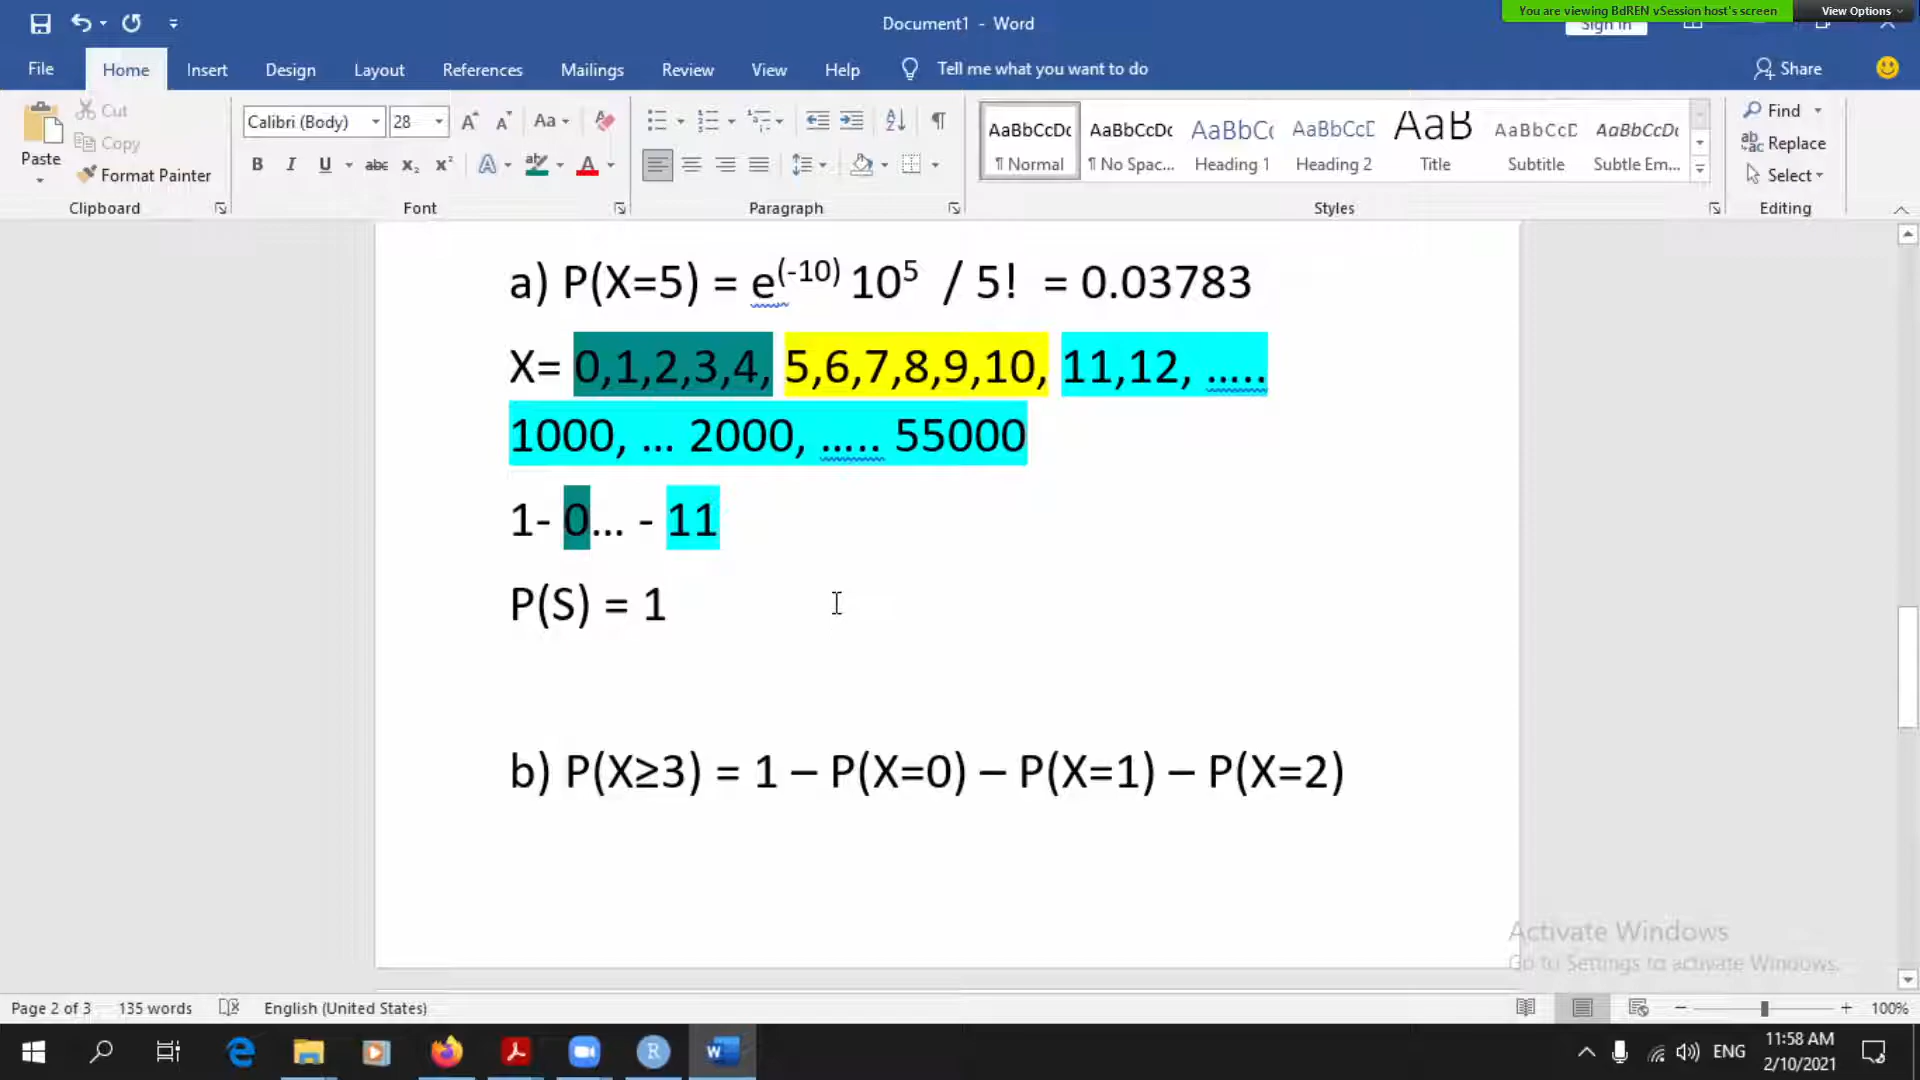 Document1 - Word
You are viewing BdREN vSession host's screen
View Options
Sign in
File Home Insert Design Layout References Mailings Review View Help Tell me what you want to do Share
Paste Cut Copy Format Painter
Clipboard
Calibri (Body) 28
Font
Paragraph
AaBbCcDc ¶ Normal
AaBbCcDc ¶ No Spac...
AaBbCc Heading 1
AaBbCcE Heading 2
AaB Title
AaBbCcD Subtitle
AaBbCcDc Subtle Em...
Styles
Find
Replace
Select
Editing
a) P(X=5) = e⁽⁻¹⁰⁾ 10⁵ / 5! = 0.03783
X= 0,1,2,3,4, 5,6,7,8,9,10, 11,12, .....
1000, ... 2000, ..... 55000
1- 0... - 11
P(S) = 1
b) P(X≥3) = 1 – P(X=0) – P(X=1) – P(X=2)
Activate Windows
Go to Settings to activate Windows.
Page 2 of 3 135 words English (United States) 100%
ENG
11:58 AM
2/10/2021